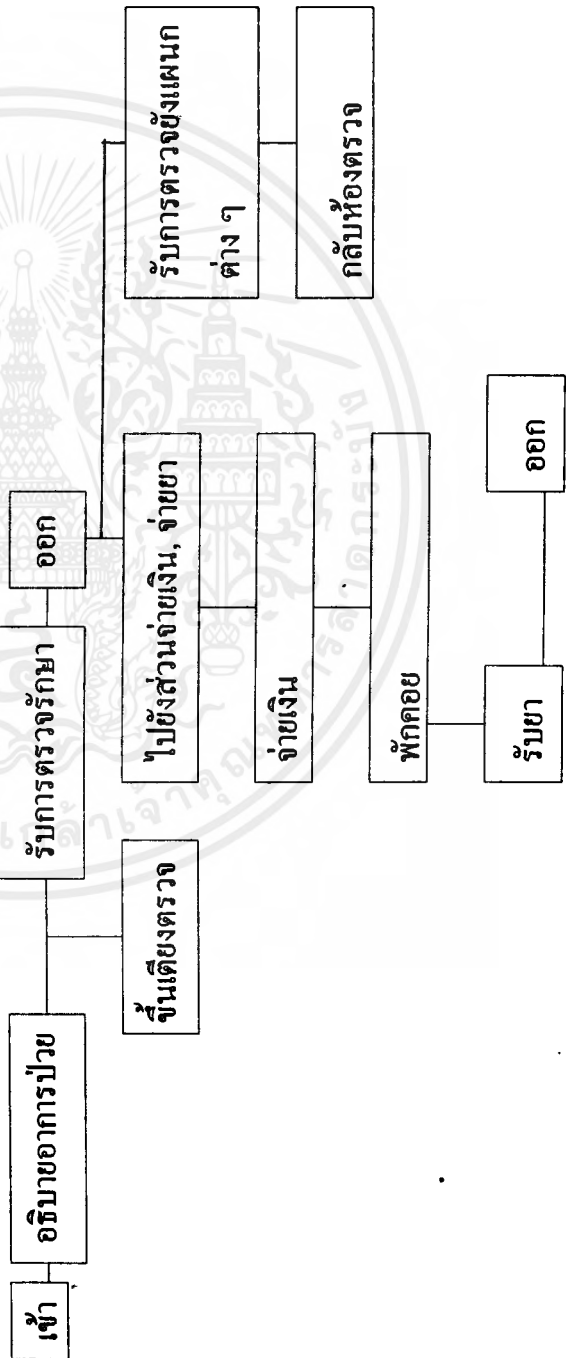 เข้า
อธิบายอาการป่วย
ขึ้นเตียงตรวจ
รับการตรวจรักษา
ออก
ไปยังส่วนจ่ายเงิน, จ่ายยา
จ่ายเงิน
พักคอย
รับยา
ออก
รับการตรวจยังแผนก
ต่าง ๆ
กลับห้องตรวจ